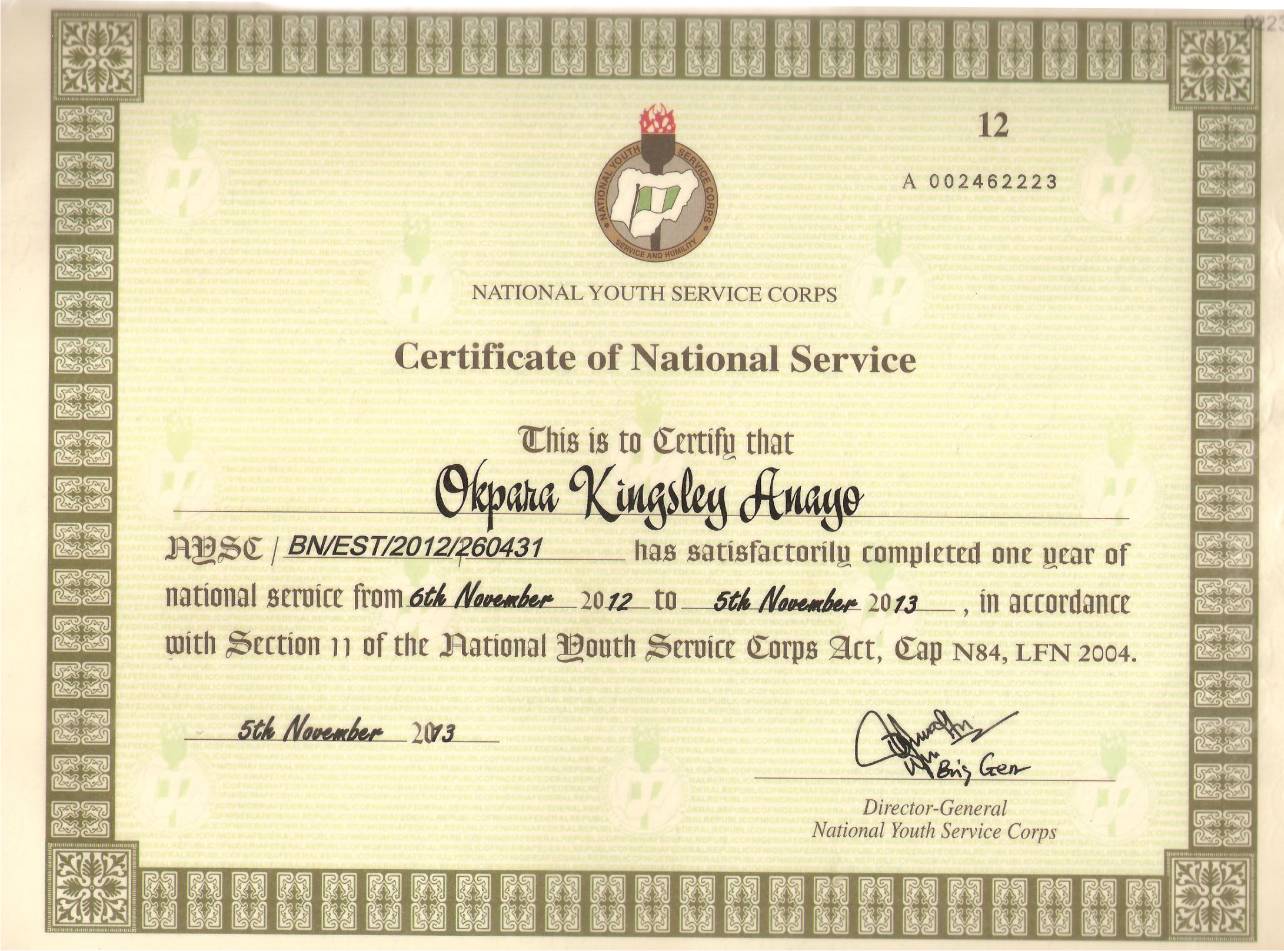 0223
12
A 002462223
NATIONAL YOUTH SERVICE CORPS
SERVICE AND HUMILITY
NATIONAL YOUTH SERVICE CORPS
Certificate of National Service
This is to Certify that
Okpara Kingsley Anayo
NYSC / BN/EST/2012/260431 has satisfactorily completed one year of
national service from 6th November 2012 to 5th November 2013, in accordance
with Section 11 of the National Youth Service Corps Act, Cap N84, LFN 2004.
5th November 2013
Brig Gen
Director-General
National Youth Service Corps